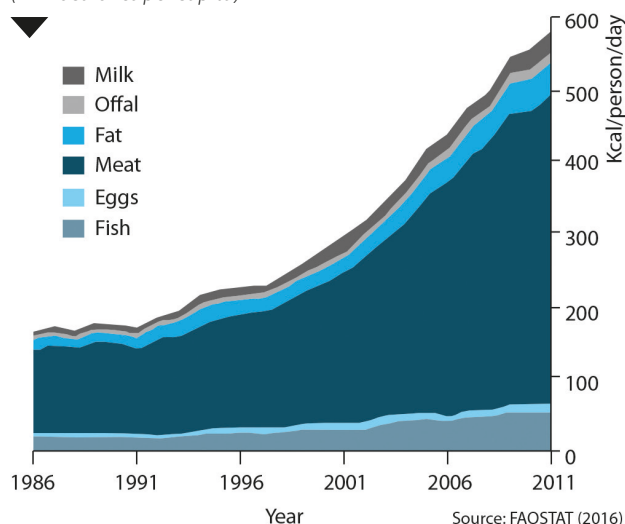 Milk
Offal
Fat
Meat
Eggs
Fish
600
500
400
300
200
100
0
Kcal/person/day
1986
1991
1996
2001
2006
2011
Year
Source: FAOSTAT (2016)